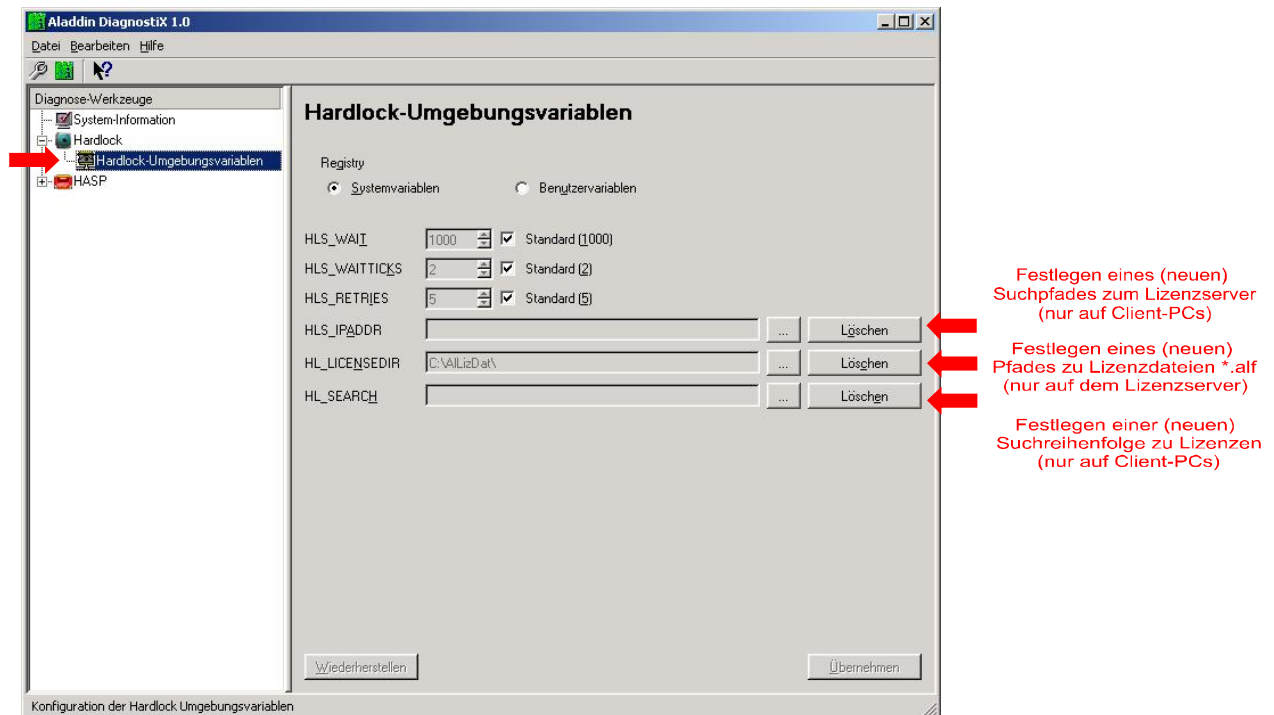 Aladdin DiagnostiX 1.0
Datei Bearbeiten Hilfe
Diagnose-Werkzeuge
System-Information
Hardlock
Hardlock-Umgebungsvariablen
HASP
Hardlock-Umgebungsvariablen
Registry
Systemvariablen
Benutzervariablen
HLS_WAIT 1000 Standard (1000)
HLS_WAITTICKS 2 Standard (2)
HLS_RETRIES 5 Standard (5)
HLS_IPADDR ... Löschen
HL_LICENSEDIR C:\AlLizDat\ ... Löschen
HL_SEARCH ... Löschen
Wiederherstellen
Übernehmen
Konfiguration der Hardlock Umgebungsvariablen
Festlegen eines (neuen)
Suchpfades zum Lizenzserver
(nur auf Client-PCs)
Festlegen eines (neuen)
Pfades zu Lizenzdateien *.alf
(nur auf dem Lizenzserver)
Festlegen einer (neuen)
Suchreihenfolge zu Lizenzen
(nur auf Client-PCs)